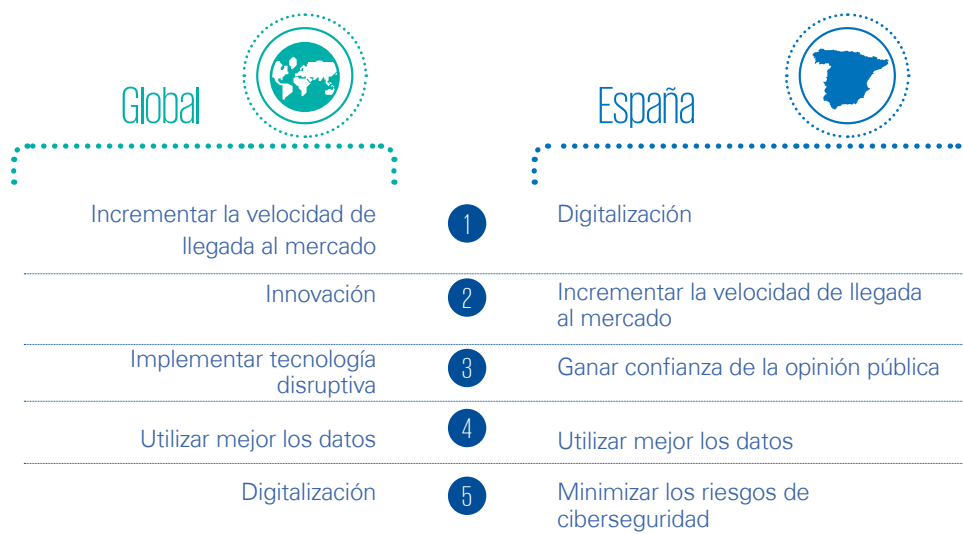 Global
España
Incrementar la velocidad de
llegada al mercado
1
Digitalización
Innovación
2
Incrementar la velocidad de llegada
al mercado
Implementar tecnología
disruptiva
3
Ganar confianza de la opinión pública
Utilizar mejor los datos
4
Utilizar mejor los datos
Digitalización
5
Minimizar los riesgos de
ciberseguridad